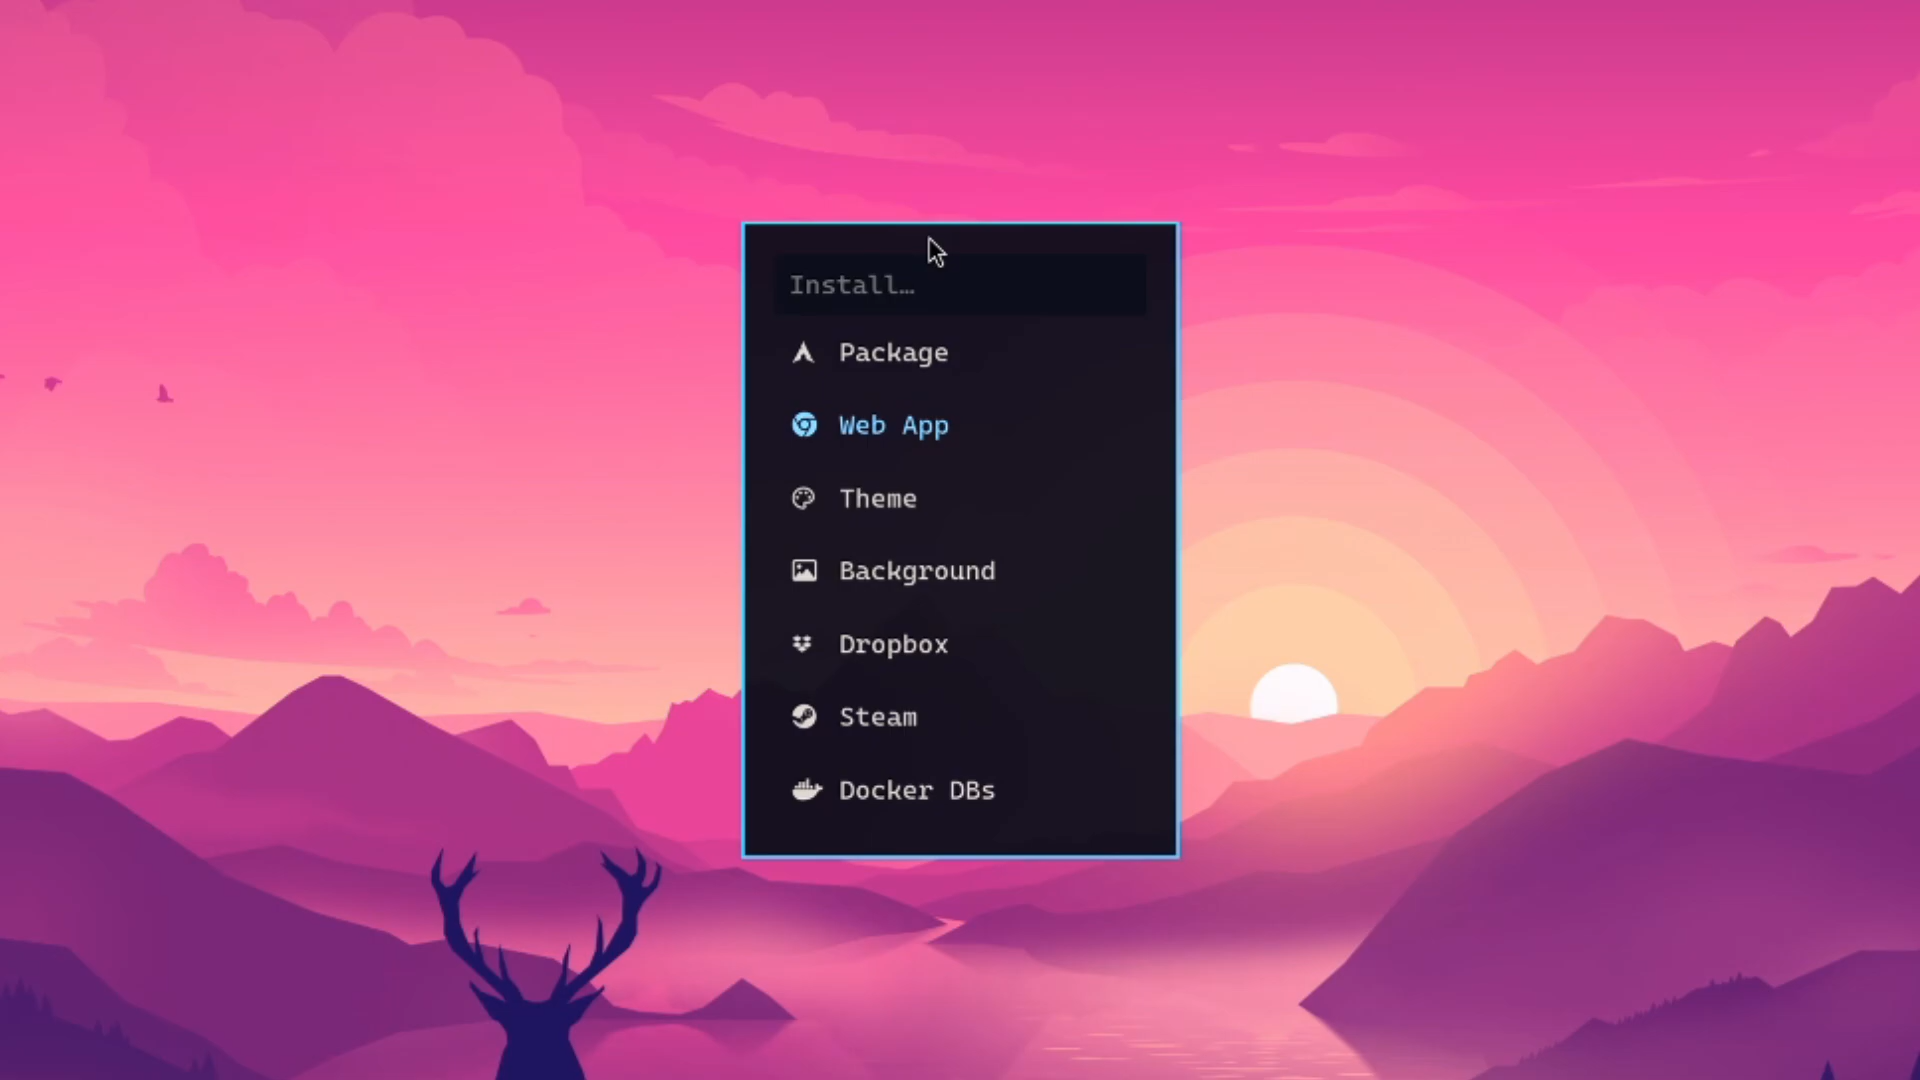 Install…
Package
Web App
Theme
Background
Dropbox
Steam
Docker DBs